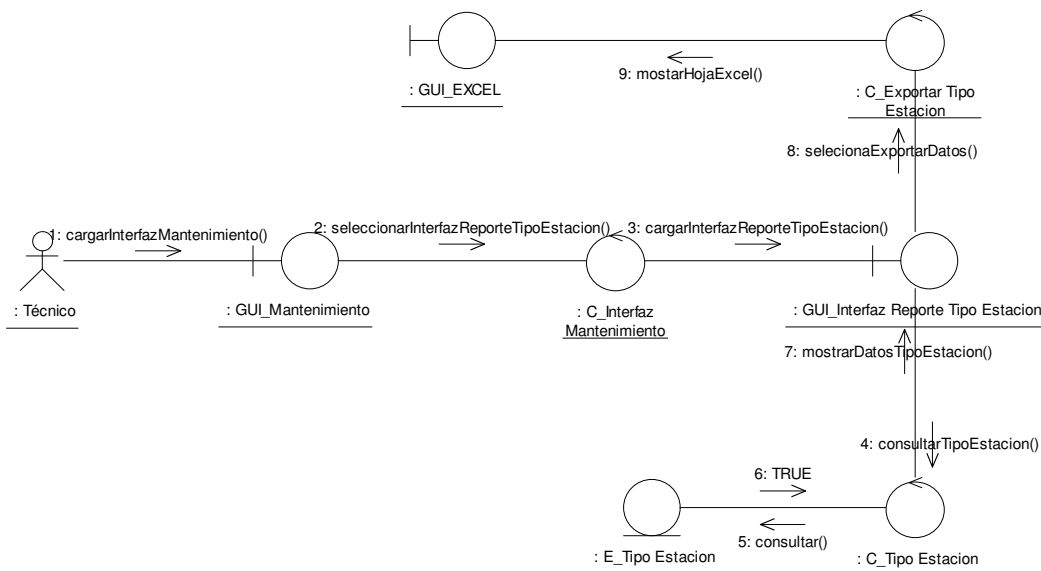 9: mostarHojaExcel()
: GUI_EXCEL
: C_Exportar Tipo
Estacion
8: selecionaExportarDatos()
1: cargarInterfazMantenimiento()
2: seleccionarInterfazReporteTipoEstacion()
3: cargarInterfazReporteTipoEstacion()
: Técnico
: GUI_Mantenimiento
: C_Interfaz
Mantenimiento
: GUI_Interfaz Reporte Tipo Estacion
7: mostrarDatosTipoEstacion()
4: consultarTipoEstacion()
6: TRUE
5: consultar()
: E_Tipo Estacion
: C_Tipo Estacion